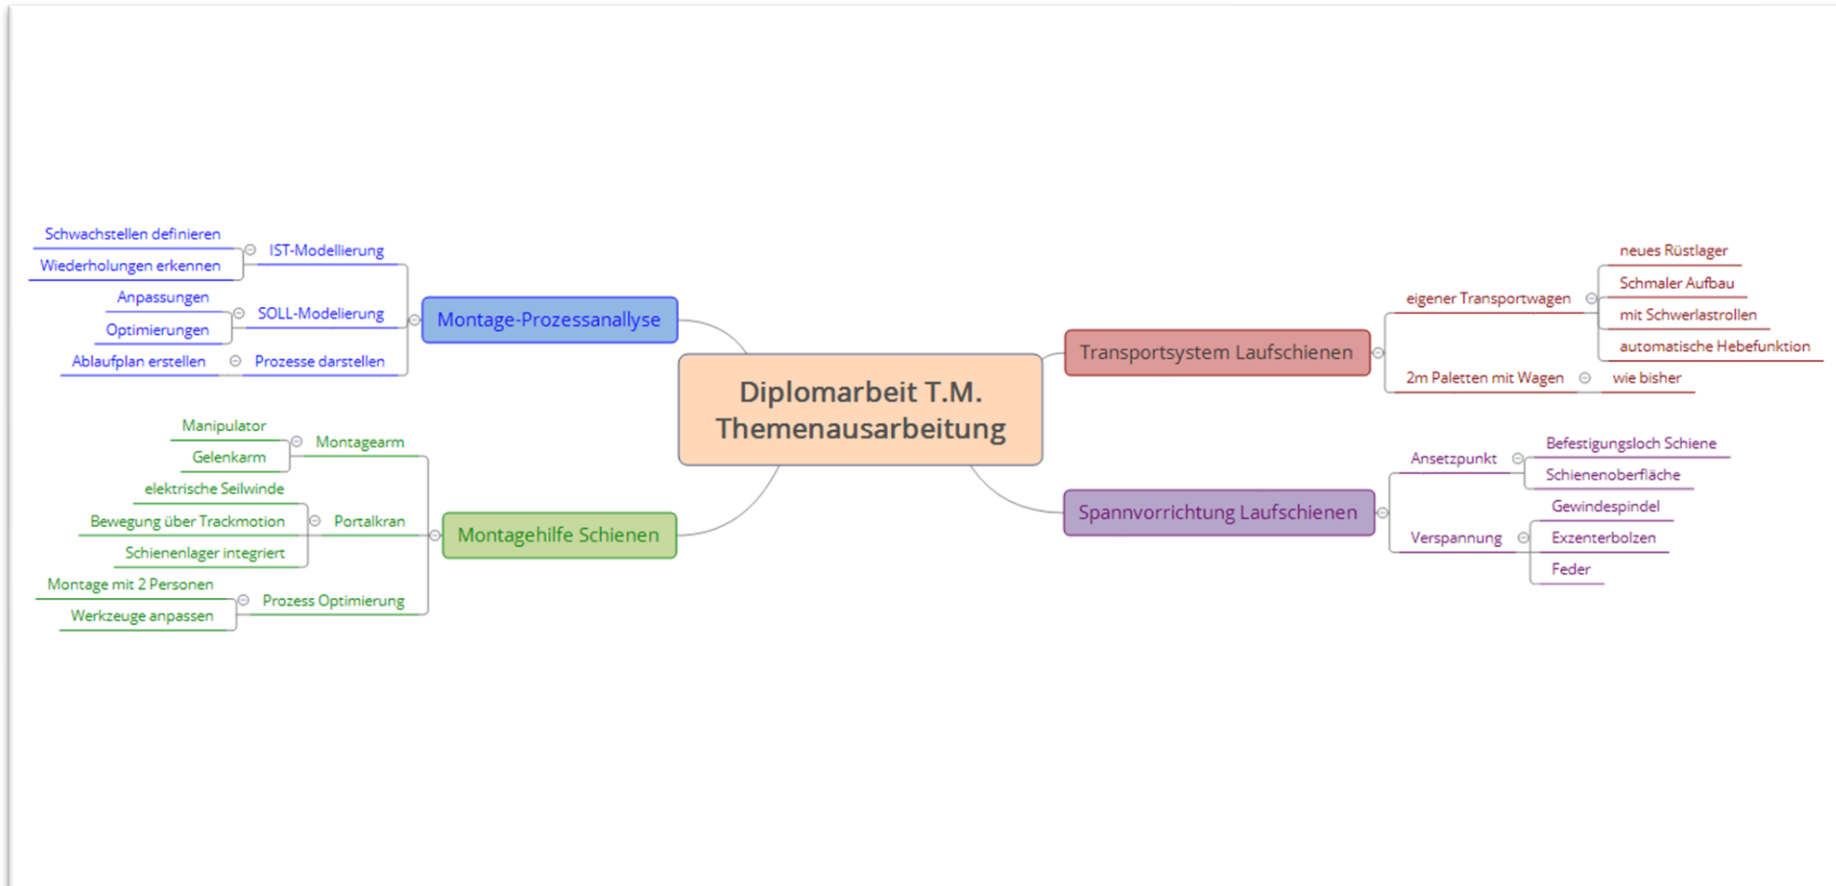 Diplomarbeit T.M.
Themenausarbeitung
Montage-Prozessanallyse
IST-Modellierung
Schwachstellen definieren
Wiederholungen erkennen
SOLL-Modelierung
Anpassungen
Optimierungen
Prozesse darstellen
Ablaufplan erstellen
Montagehilfe Schienen
Montagearm
Manipulator
Gelenkarm
Portalkran
elektrische Seilwinde
Bewegung über Trackmotion
Schienenlager integriert
Prozess Optimierung
Montage mit 2 Personen
Werkzeuge anpassen
Transportsystem Laufschienen
eigener Transportwagen
neues Rüstlager
Schmaler Aufbau
mit Schwerlastrollen
automatische Hebefunktion
2m Paletten mit Wagen
wie bisher
Spannvorrichtung Laufschienen
Ansetzpunkt
Befestigungsloch Schiene
Schienenoberfläche
Verspannung
Gewindespindel
Exzenterbolzen
Feder